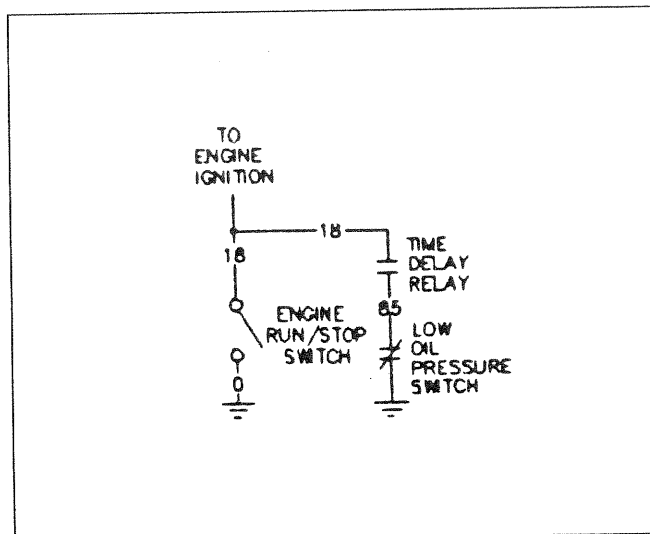 TO
ENGINE
IGNITION
18
18
TIME
DELAY
RELAY
85
ENGINE
RUN/STOP
SWITCH
LOW
OIL
PRESSURE
SWITCH
0